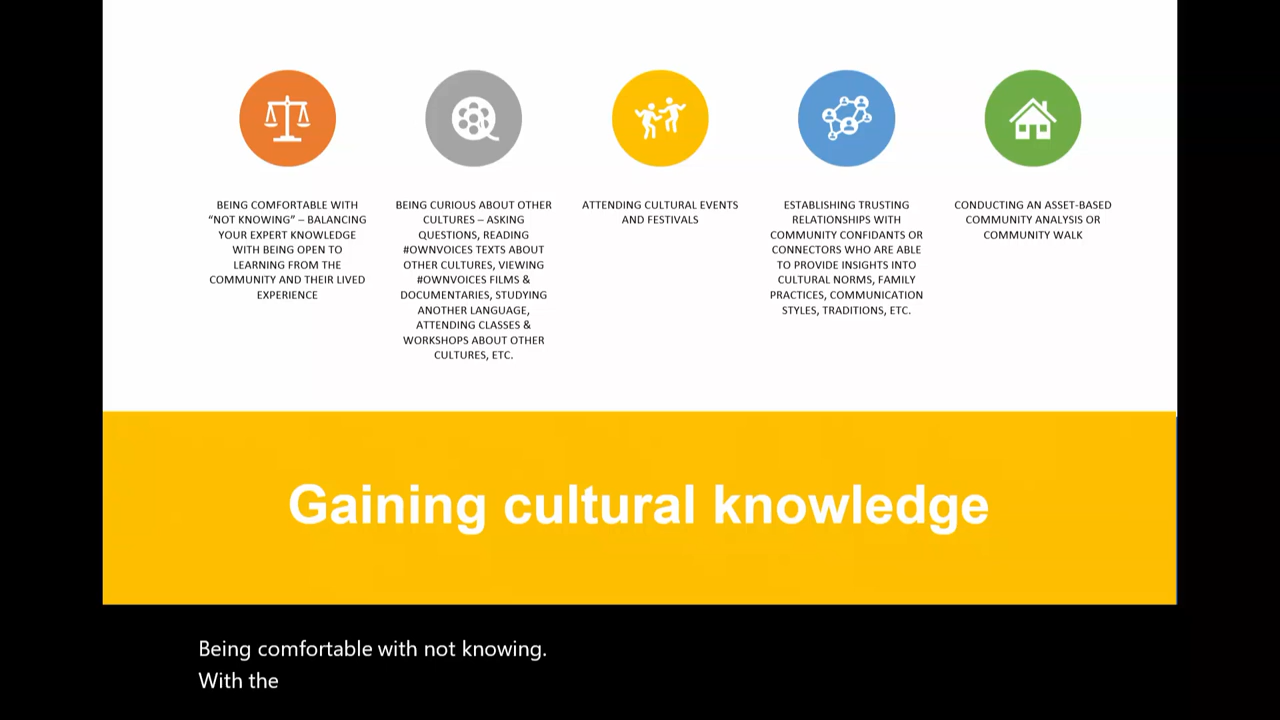 BEING COMFORTABLE WITH
“NOT KNOWING” – BALANCING
YOUR EXPERT KNOWLEDGE
WITH BEING OPEN TO
LEARNING FROM THE
COMMUNITY AND THEIR LIVED
EXPERIENCE
BEING CURIOUS ABOUT OTHER
CULTURES – ASKING
QUESTIONS, READING
#OWNVOICES TEXTS ABOUT
OTHER CULTURES, VIEWING
#OWNVOICES FILMS &
DOCUMENTARIES, STUDYING
ANOTHER LANGUAGE,
ATTENDING CLASSES &
WORKSHOPS ABOUT OTHER
CULTURES, ETC.
ATTENDING CULTURAL EVENTS
AND FESTIVALS
ESTABLISHING TRUSTING
RELATIONSHIPS WITH
COMMUNITY CONFIDANTS OR
CONNECTORS WHO ARE ABLE
TO PROVIDE INSIGHTS INTO
CULTURAL NORMS, FAMILY
PRACTICES, COMMUNICATION
STYLES, TRADITIONS, ETC.
CONDUCTING AN ASSET-BASED
COMMUNITY ANALYSIS OR
COMMUNITY WALK
Gaining cultural knowledge
Being comfortable with not knowing.
With the